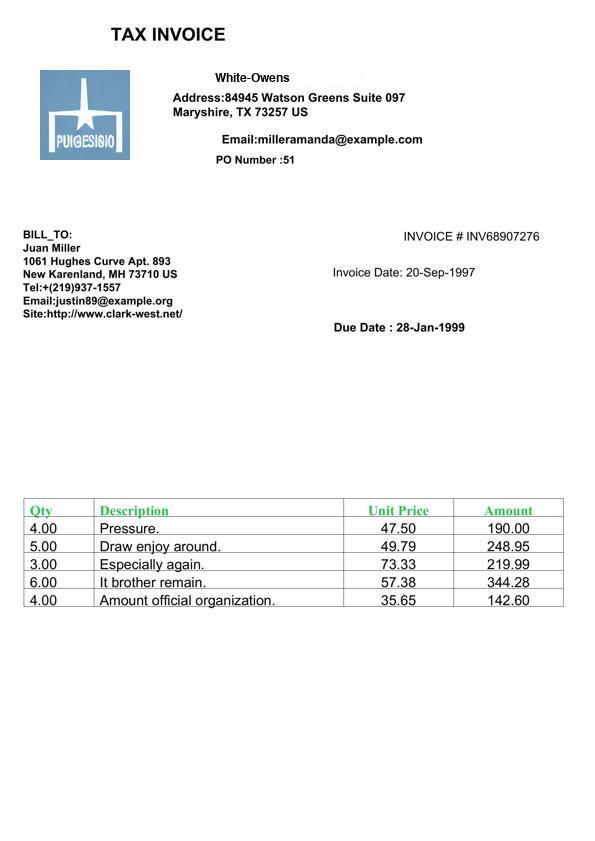 TAX INVOICE
PUIGESIBIO
White-Owens
Address:84945 Watson Greens Suite 097
Maryshire, TX 73257 US
Email:milleramanda@example.com
PO Number :51
BILL_TO:
Juan Miller
1061 Hughes Curve Apt. 893
New Karenland, MH 73710 US
Tel:+(219)937-1557
Email:justin89@example.org
Site:http://www.clark-west.net/
INVOICE # INV68907276
Invoice Date: 20-Sep-1997
Due Date : 28-Jan-1999
Qty Description Unit Price Amount
4.00 Pressure. 47.50 190.00
5.00 Draw enjoy around. 49.79 248.95
3.00 Especially again. 73.33 219.99
6.00 It brother remain. 57.38 344.28
4.00 Amount official organization. 35.65 142.60